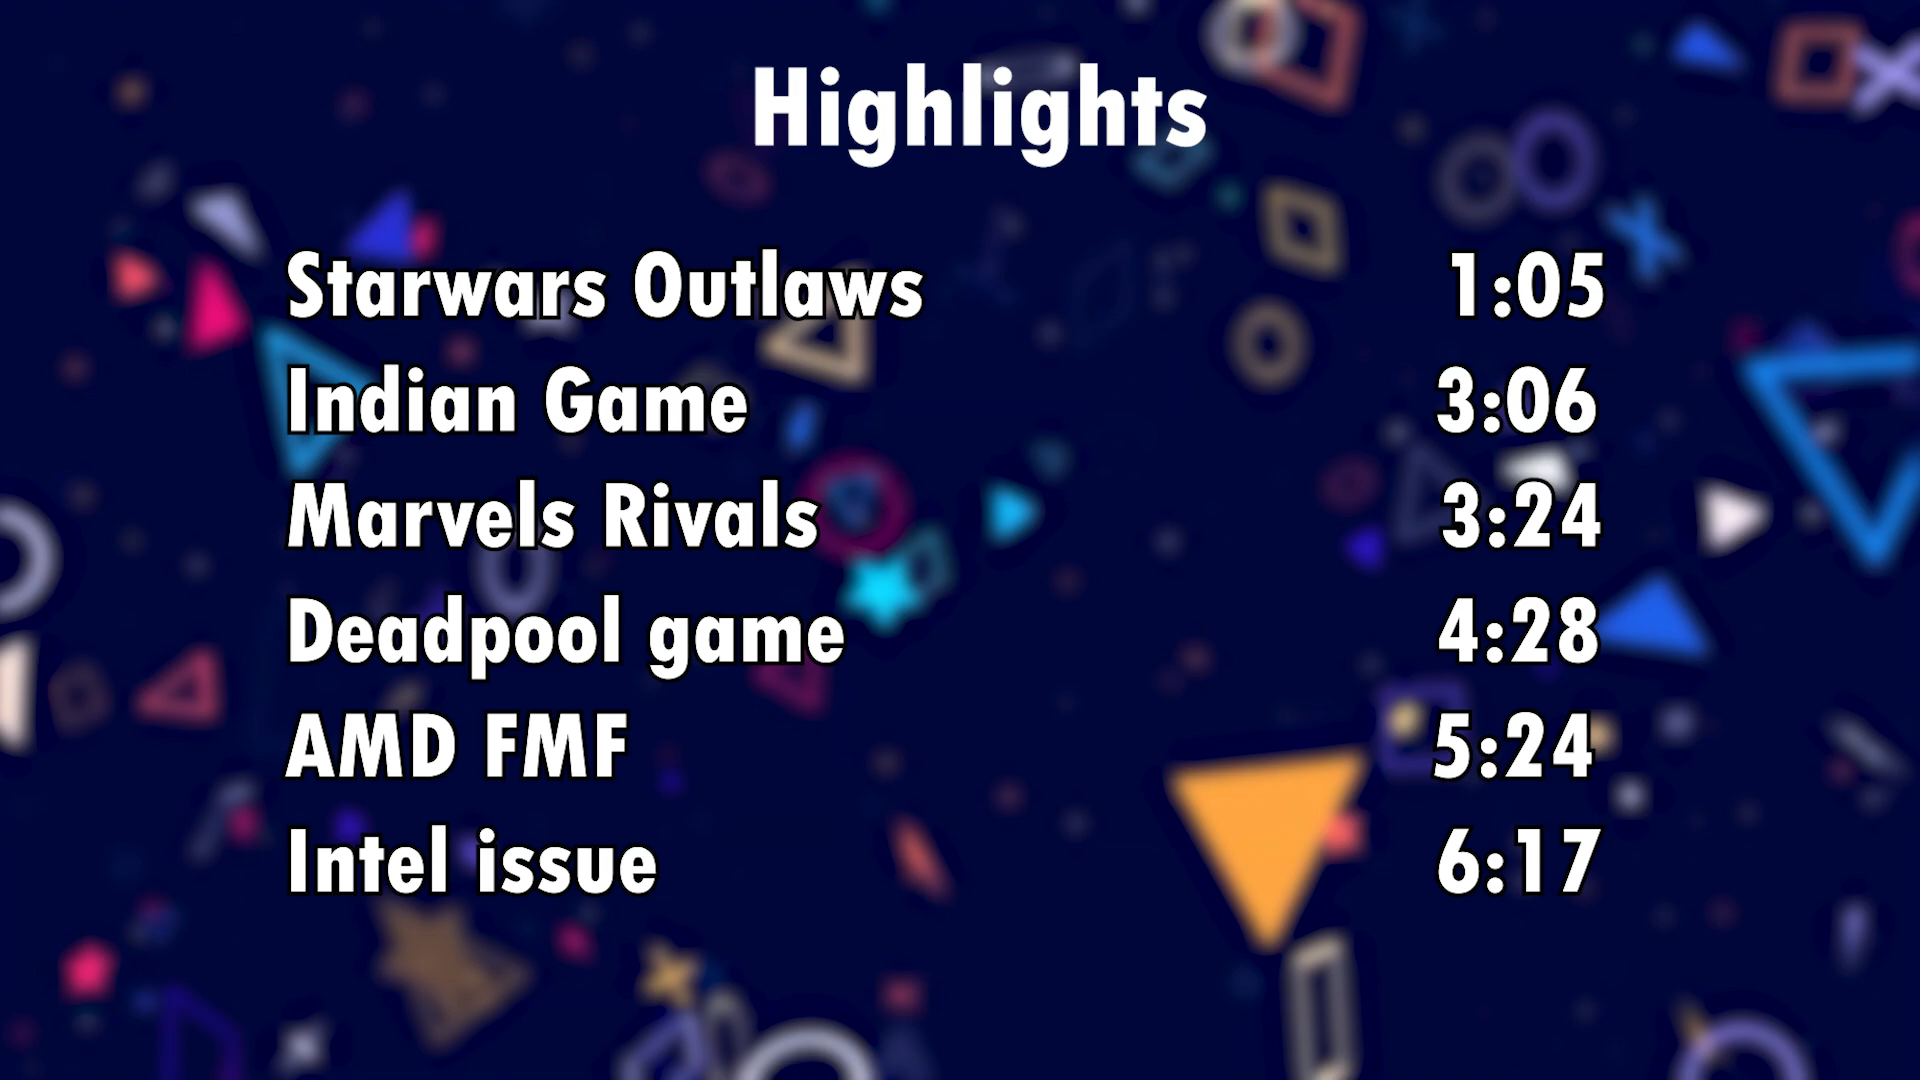 Highlights
Starwars Outlaws 1:05
Indian Game 3:06
Marvels Rivals 3:24
Deadpool game 4:28
AMD FMF 5:24
Intel issue 6:17